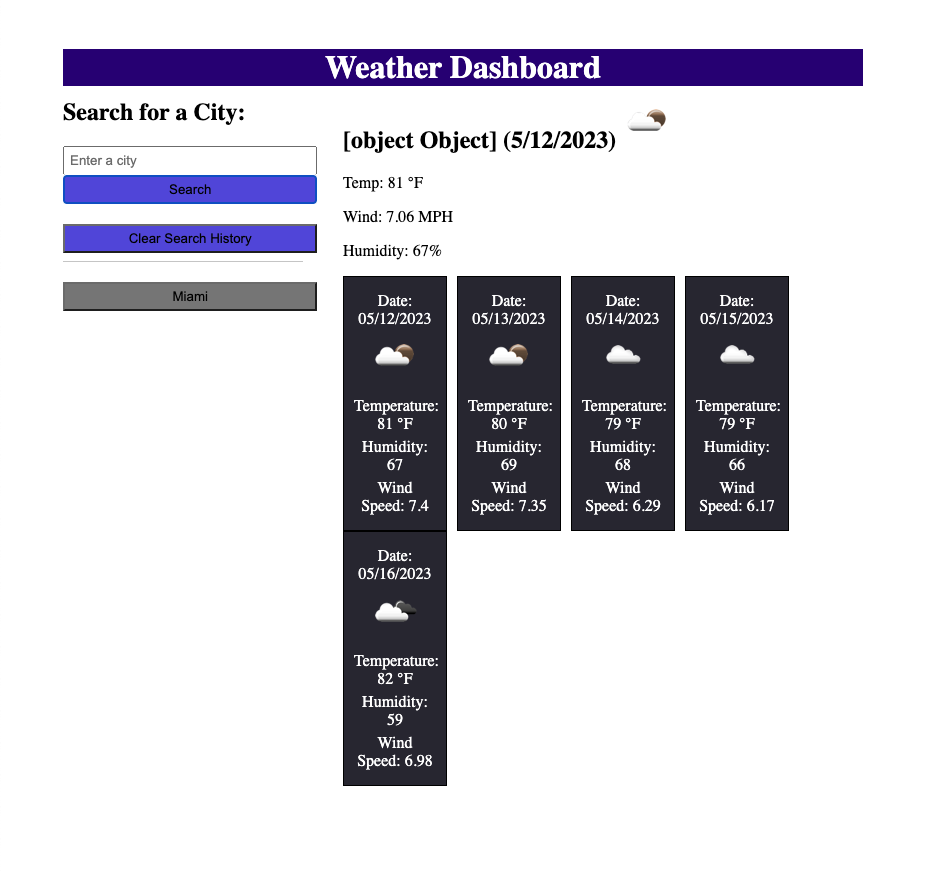 Weather Dashboard
Search for a City:
Enter a city
Search
Clear Search History
Miami
[object Object] (5/12/2023)
Temp: 81 °F
Wind: 7.06 MPH
Humidity: 67%
Date:
05/12/2023
Temperature:
81 °F
Humidity:
67
Wind
Speed: 7.4
Date:
05/13/2023
Temperature:
80 °F
Humidity:
69
Wind
Speed: 7.35
Date:
05/14/2023
Temperature:
79 °F
Humidity:
68
Wind
Speed: 6.29
Date:
05/15/2023
Temperature:
79 °F
Humidity:
66
Wind
Speed: 6.17
Date:
05/16/2023
Temperature:
82 °F
Humidity:
59
Wind
Speed: 6.98